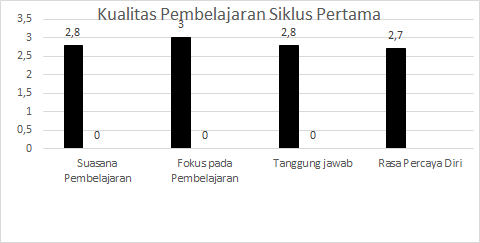 Kualitas Pembelajaran Siklus Pertama
3,5
3
2,5
2
1,5
1
0,5
0
2,8
3
2,8
2,7
0
0
0
Suasana
Pembelajaran
Fokus pada
Pembelajaran
Tanggung jawab
Rasa Percaya Diri